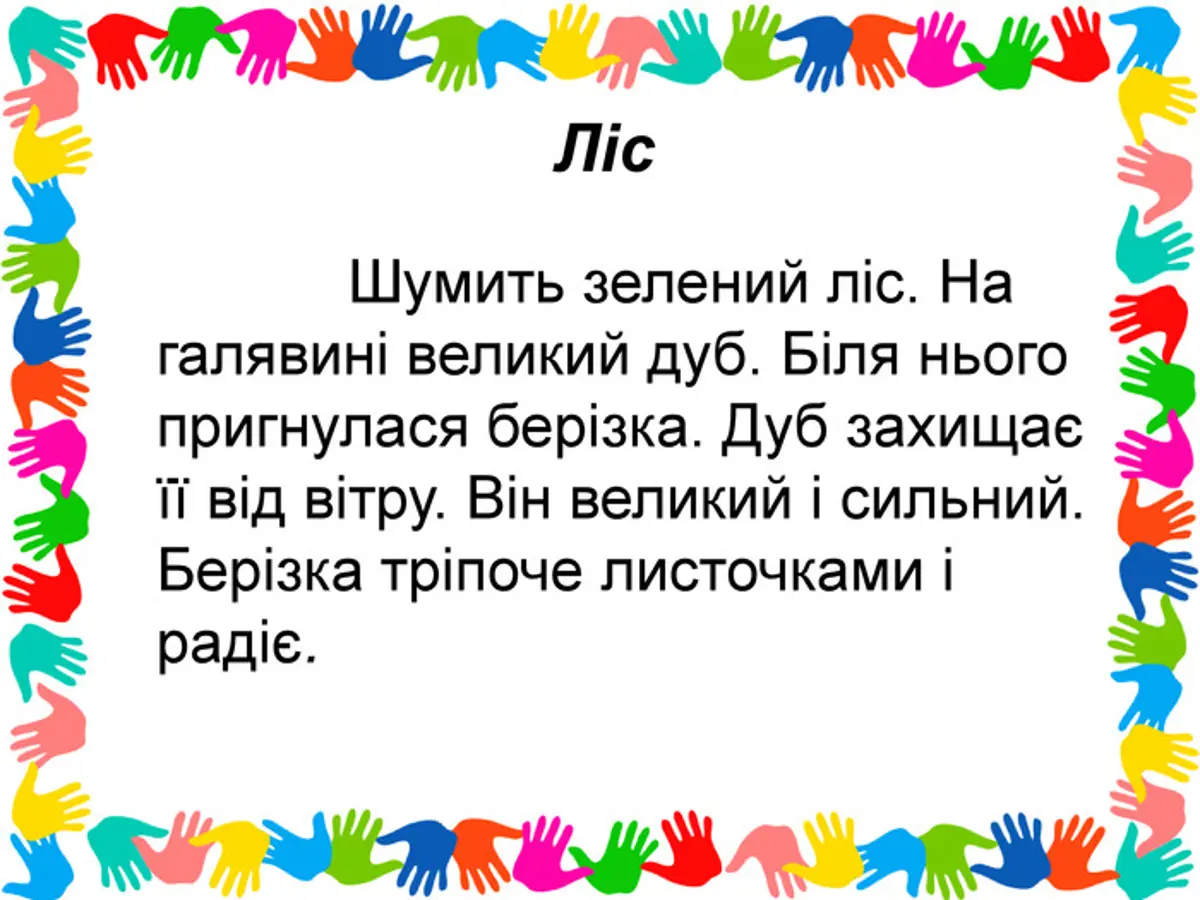 Ліс
Шумить зелений ліс. На
галявині великий дуб. Біля нього
пригнулася берізка. Дуб захищає
її від вітру. Він великий і сильний.
Берізка тріпоче листочками і
радіє.